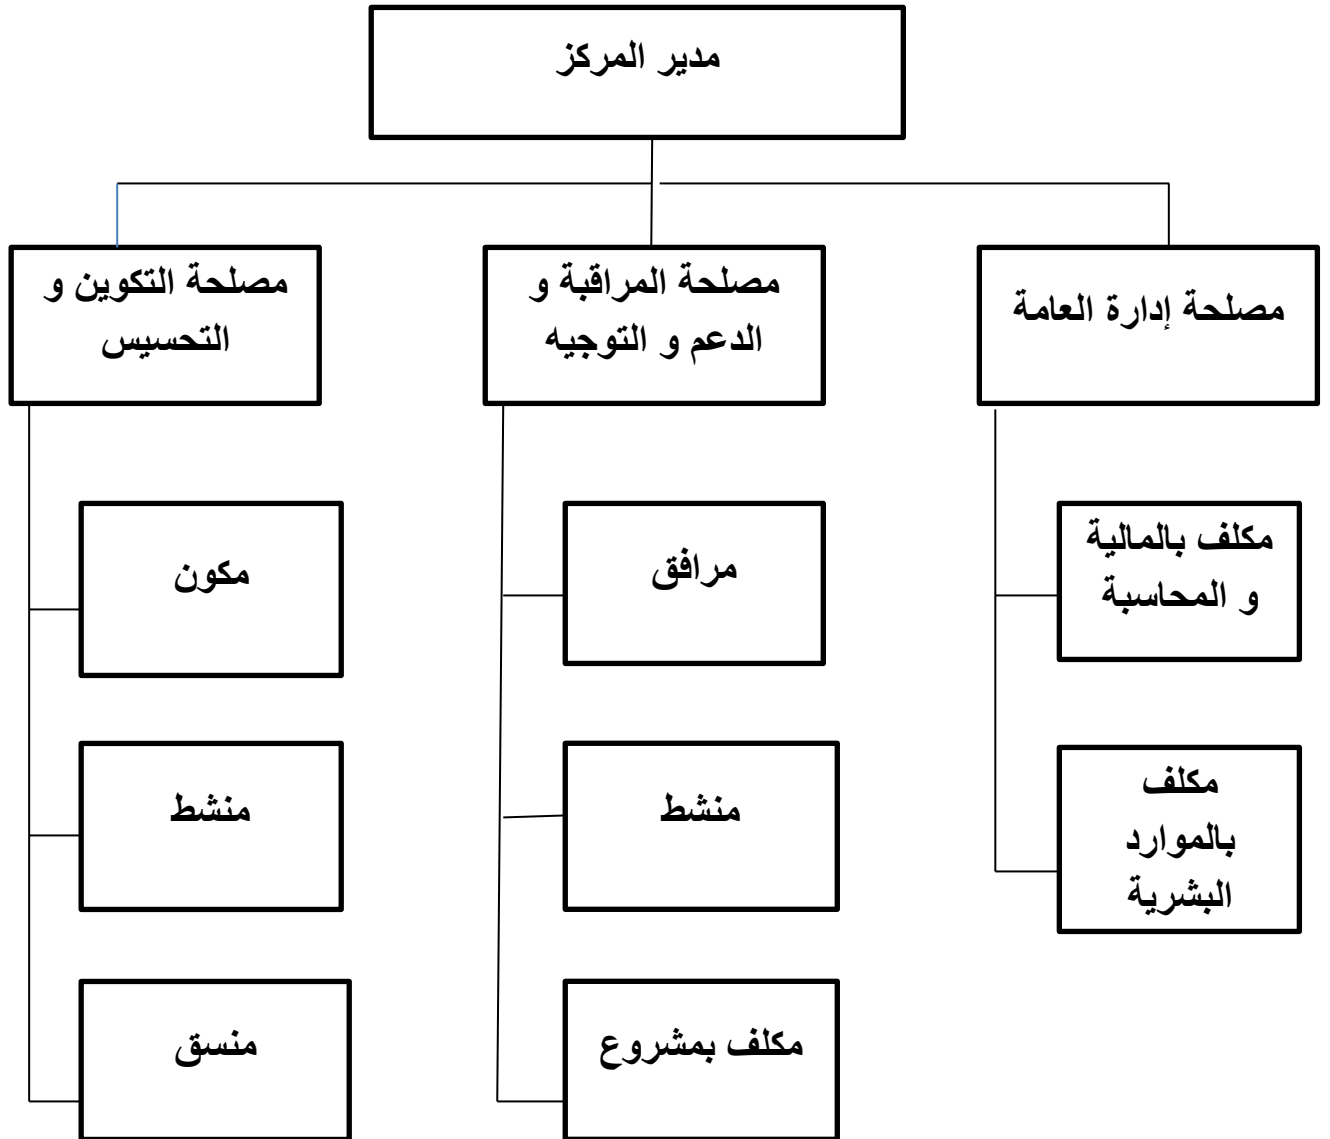 مدير المركز
مصلحة إدارة العامة
مصلحة المراقبة و
الدعم و التوجيه
مصلحة التكوين و
التحسيس
مكلف بالمالية
و المحاسبة
مرافق
مكون
مكلف
بالموارد
البشرية
منشط
منشط
مكلف بمشروع
منسق